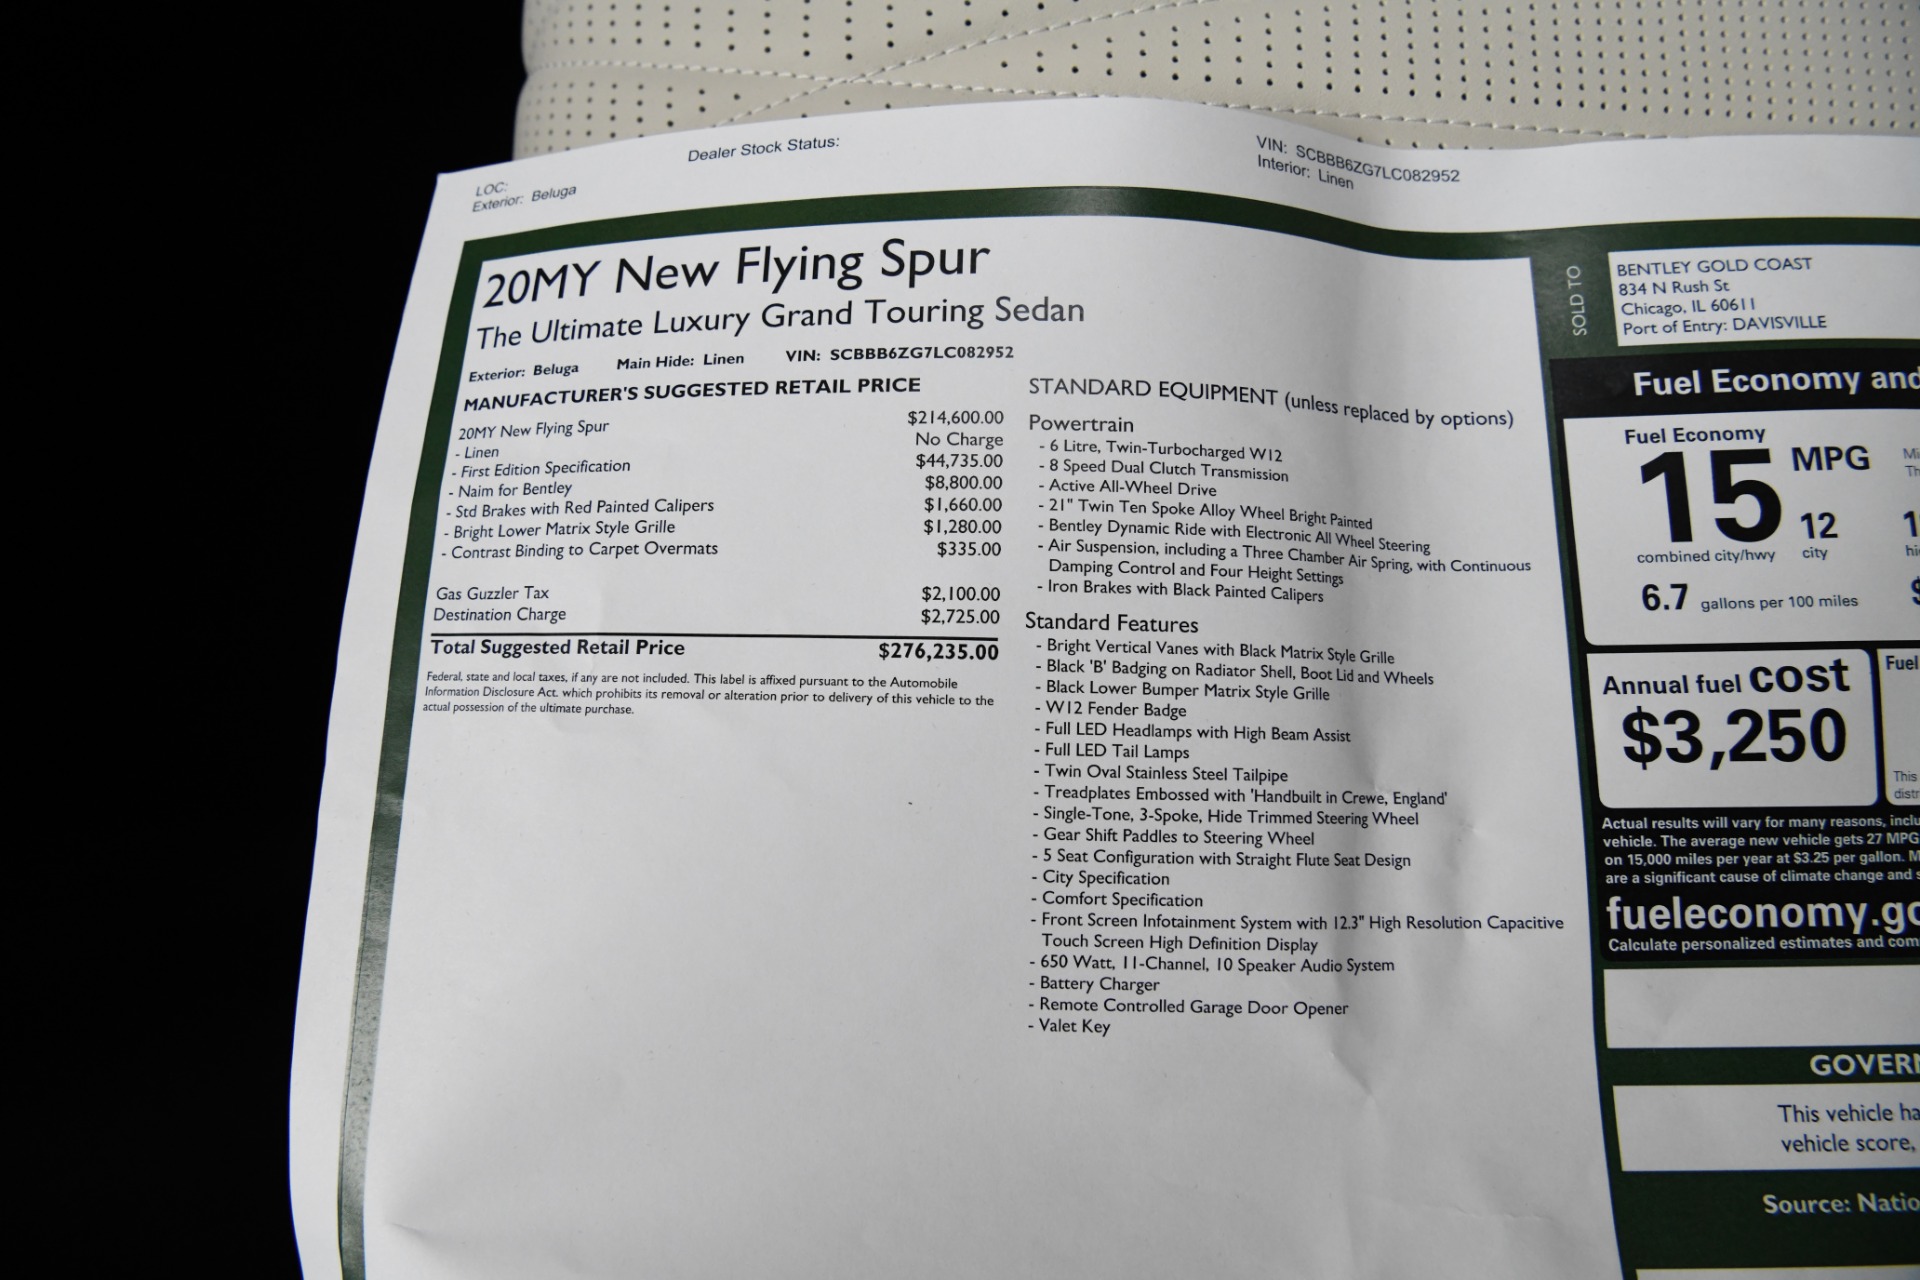 Dealer Stock Status:
VIN: SCBBB6ZG7LC082952
Interior: Linen
LOC:
Exterior: Beluga
20MY New Flying Spur
The Ultimate Luxury Grand Touring Sedan
Exterior: Beluga Main Hide: Linen VIN: SCBBB6ZG7LC082952
MANUFACTURER'S SUGGESTED RETAIL PRICE
20MY New Flying Spur $214,600.00
- Linen No Charge
- First Edition Specification $44,735.00
- Naim for Bentley $8,800.00
- Std Brakes with Red Painted Calipers $1,660.00
- Bright Lower Matrix Style Grille $1,280.00
- Contrast Binding to Carpet Overmats $335.00
Gas Guzzler Tax $2,100.00
Destination Charge $2,725.00
Total Suggested Retail Price $276,235.00
Federal, state and local taxes, if any are not included. This label is affixed pursuant to the Automobile
Information Disclosure Act. which prohibits its removal or alteration prior to delivery of this vehicle to the
actual possession of the ultimate purchase.
STANDARD EQUIPMENT (unless replaced by options)
Powertrain
- 6 Litre, Twin-Turbocharged W12
- 8 Speed Dual Clutch Transmission
- Active All-Wheel Drive
- 21" Twin Ten Spoke Alloy Wheel Bright Painted
- Bentley Dynamic Ride with Electronic All Wheel Steering
- Air Suspension, including a Three Chamber Air Spring, with Continuous
Damping Control and Four Height Settings
- Iron Brakes with Black Painted Calipers
Standard Features
- Bright Vertical Vanes with Black Matrix Style Grille
- Black 'B' Badging on Radiator Shell, Boot Lid and Wheels
- Black Lower Bumper Matrix Style Grille
- W12 Fender Badge
- Full LED Headlamps with High Beam Assist
- Full LED Tail Lamps
- Twin Oval Stainless Steel Tailpipe
- Treadplates Embossed with 'Handbuilt in Crewe, England'
- Single-Tone, 3-Spoke, Hide Trimmed Steering Wheel
- Gear Shift Paddles to Steering Wheel
- 5 Seat Configuration with Straight Flute Seat Design
- City Specification
- Comfort Specification
- Front Screen Infotainment System with 12.3" High Resolution Capacitive
Touch Screen High Definition Display
- 650 Watt, 11-Channel, 10 Speaker Audio System
- Battery Charger
- Remote Controlled Garage Door Opener
- Valet Key
SOLD TO
BENTLEY GOLD COAST
834 N Rush St
Chicago, IL 60611
Port of Entry: DAVISVILLE
Fuel Economy and
Fuel Economy
15 MPG
12
combined city/hwy city
6.7 gallons per 100 miles
Annual fuel cost
$3,250
Fuel
This
Actual results will vary for many reasons,
vehicle. The average new vehicle gets 27 MPG
on 15,000 miles per year at $3.25 per gallon.
are a significant cause of climate change and
fueleconomy.go
Calculate personalized estimates and com
GOVER
This vehicle ha
vehicle score,
Source: Natio